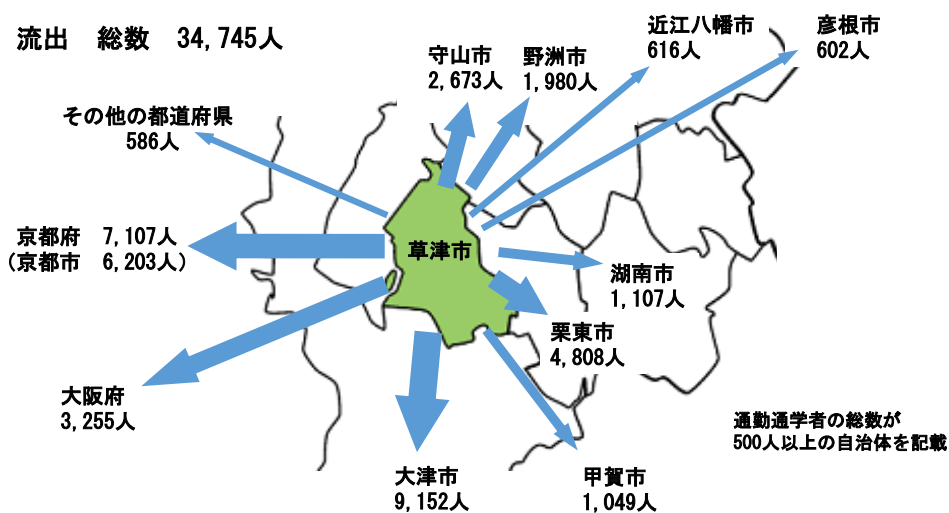 流出 総数 34,745人
守山市
2,673人
野洲市
1,980人
近江八幡市
616人
彦根市
602人
その他の都道府県
586人
京都府 7,107人
(京都市 6,203人)
草津市
湖南市
1,107人
栗東市
4,808人
大阪府
3,255人
大津市
9,152人
甲賀市
1,049人
通勤通学者の総数が
500人以上の自治体を記載